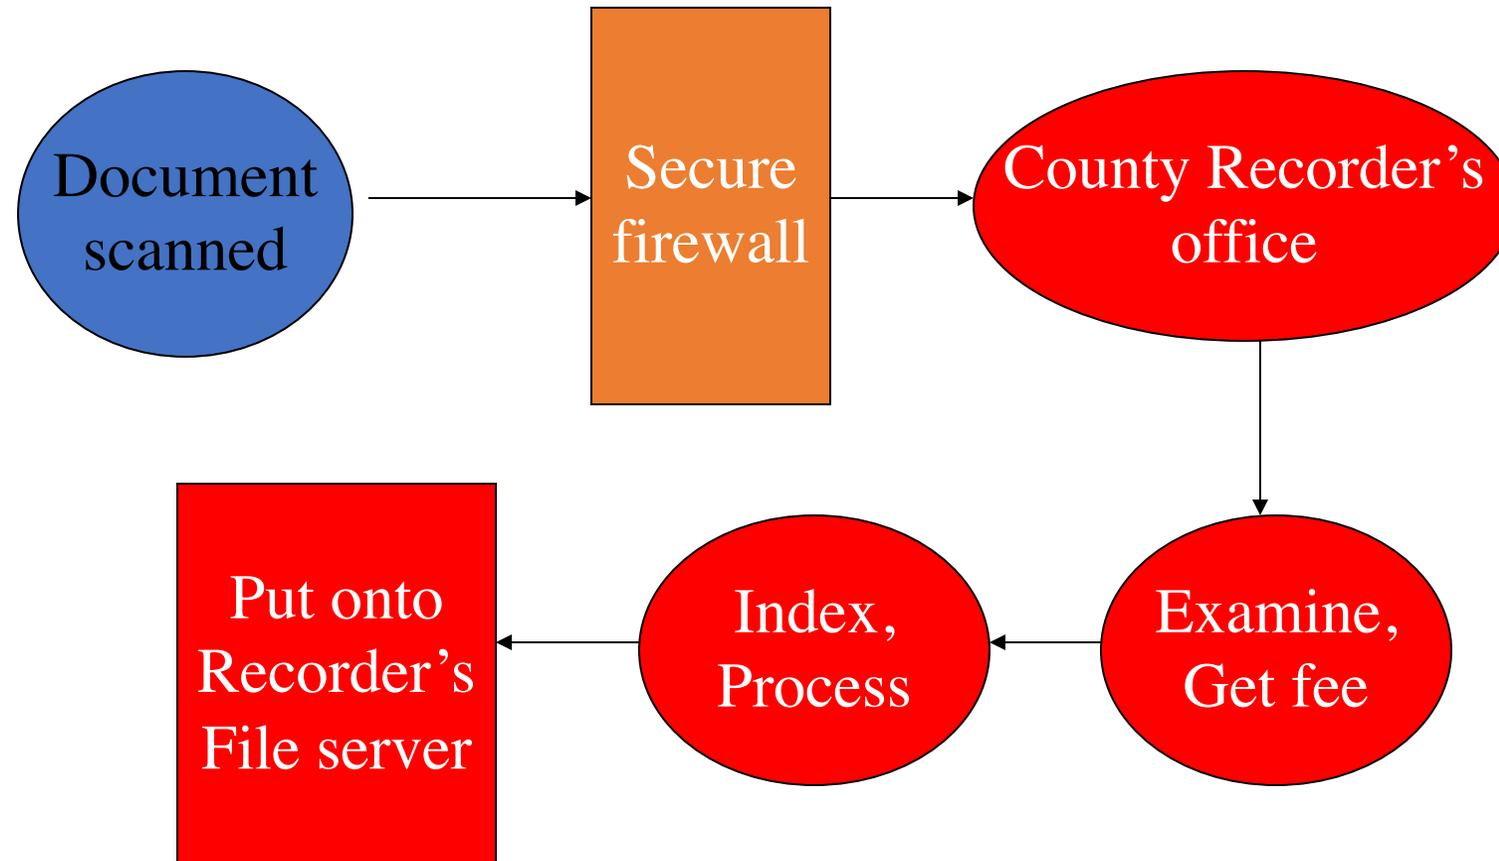 Document
scanned
Secure
firewall
County Recorder’s
office
Examine,
Get fee
Index,
Process
Put onto
Recorder’s
File server